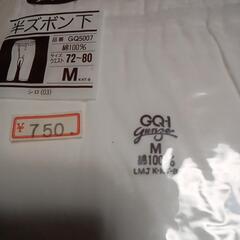 半ズボン下
品番 GQ5007
綿100%
サイズ
ウエスト 72~80
M
シロ(03)
¥750.
GQ-1
gunze
M
綿100%